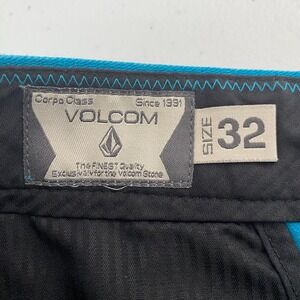 Corpo Class Since 1991
VOLCOM
The FINEST Quality
Exclusively for the Volcom Stone
SIZE 32